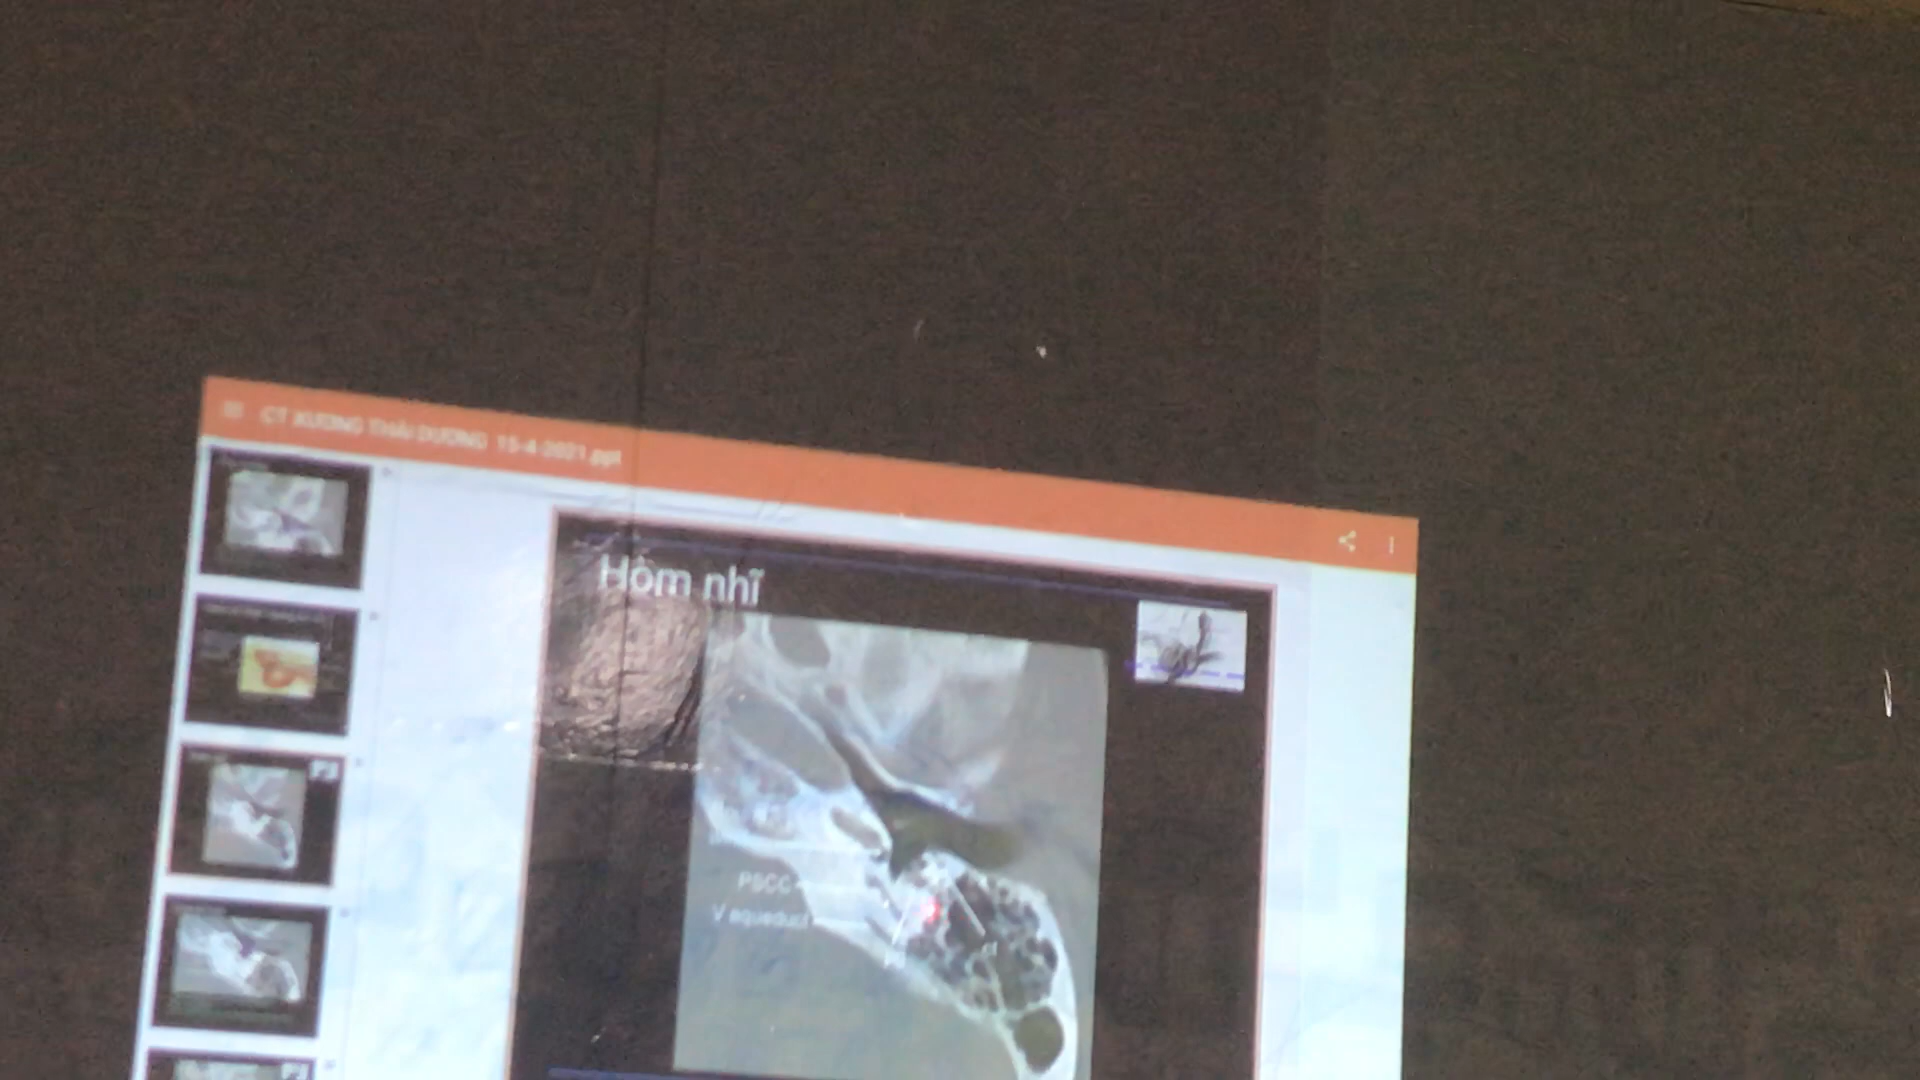 CT XƯƠNG THÁI DƯƠNG 15-4-2021.ppt
Hòm nhĩ
PSCC
V aqueduct